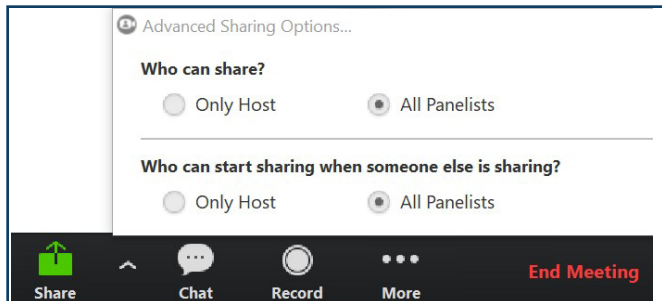 Advanced Sharing Options...
Who can share?
Only Host All Panelists
Who can start sharing when someone else is sharing?
Only Host All Panelists
Share Chat Record More End Meeting